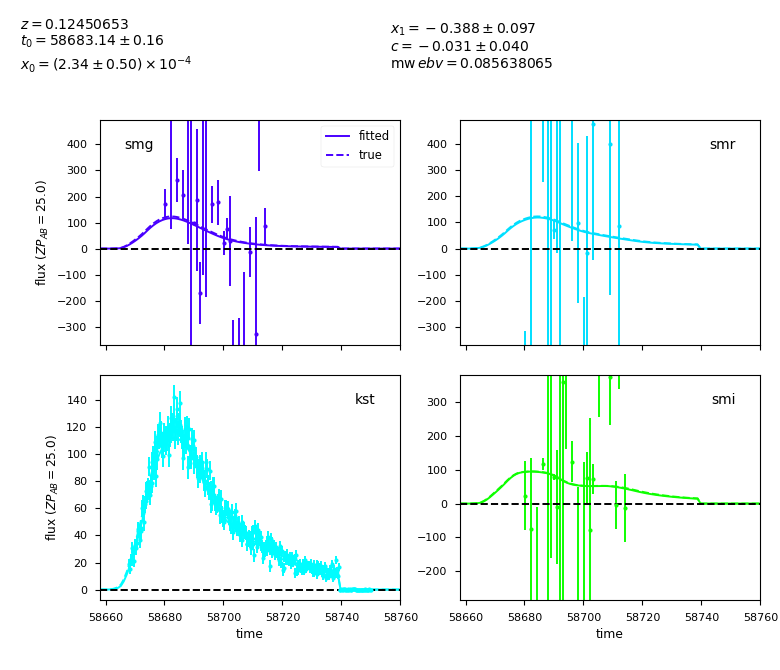 z = 0.12450653
t₀ = 58683.14 ± 0.16
x₀ = (2.34 ± 0.50) × 10⁻⁴
x₁ = −0.388 ± 0.097
c = −0.031 ± 0.040
mw ebv = 0.085638065
smg
fitted
true
400
300
200
100
0
−100
−200
−300
flux (ZP_AB = 25.0)
smr
400
300
200
100
0
−100
−200
−300
kst
140
120
100
80
60
40
20
0
flux (ZP_AB = 25.0)
58660 58680 58700 58720 58740 58760
time
smi
300
200
100
0
−100
−200
58660 58680 58700 58720 58740 58760
time